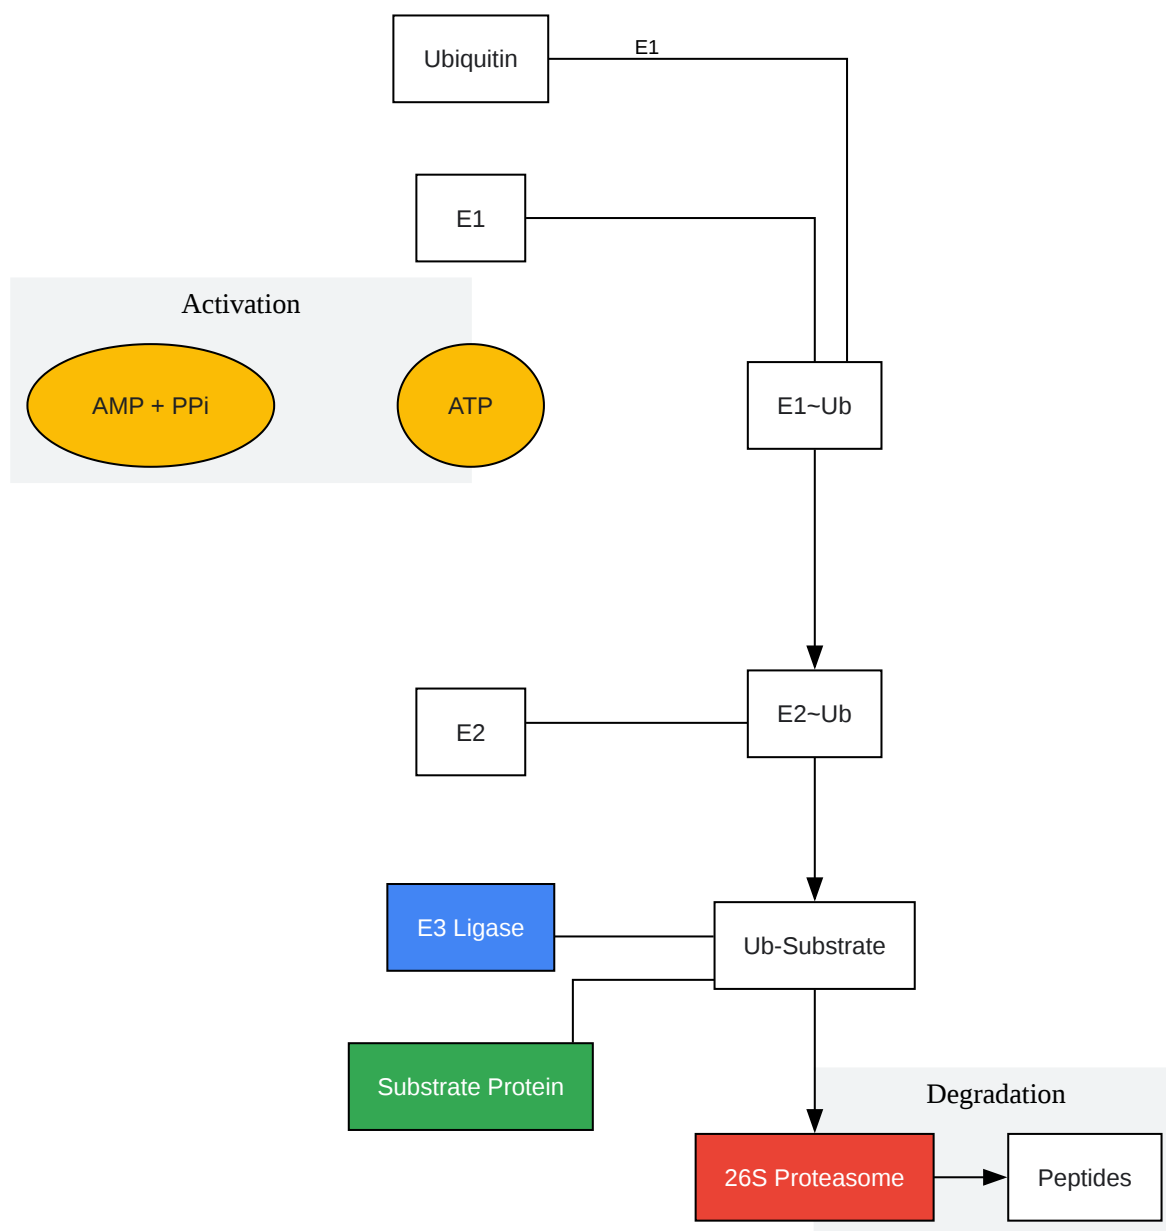 Ubiquitin
E1
E1
Activation
AMP + PPi
ATP
E1~Ub
E2~Ub
E2
E3 Ligase
Ub-Substrate
Substrate Protein
Degradation
26S Proteasome
Peptides